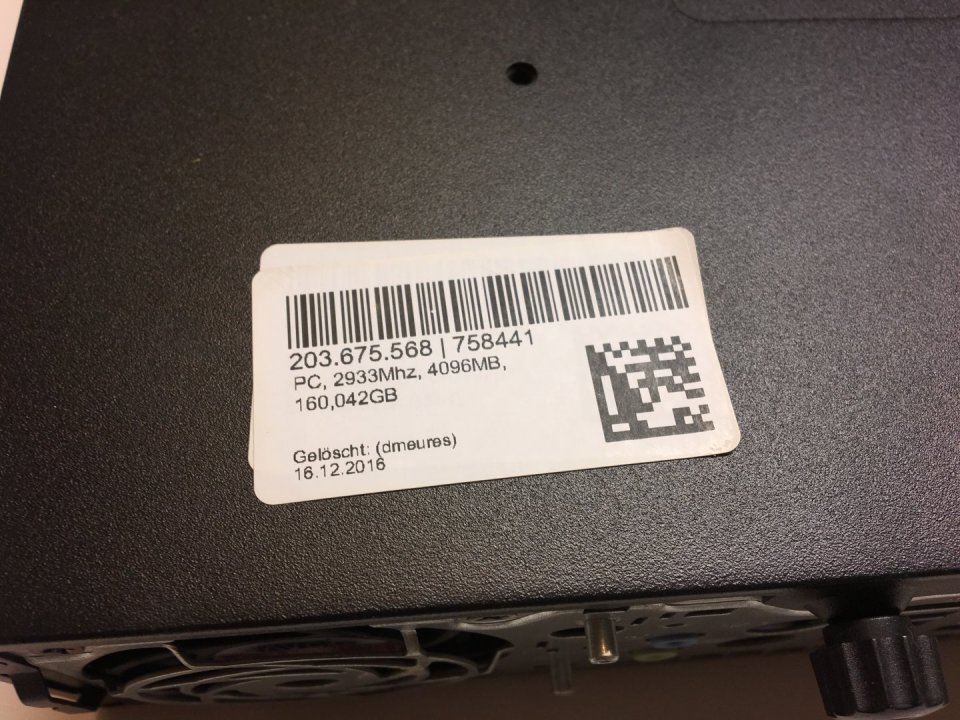 203.675.568 | 758441
PC, 2933Mhz, 4096MB,
160,042GB
Gelöscht: (dmeures)
16.12.2016